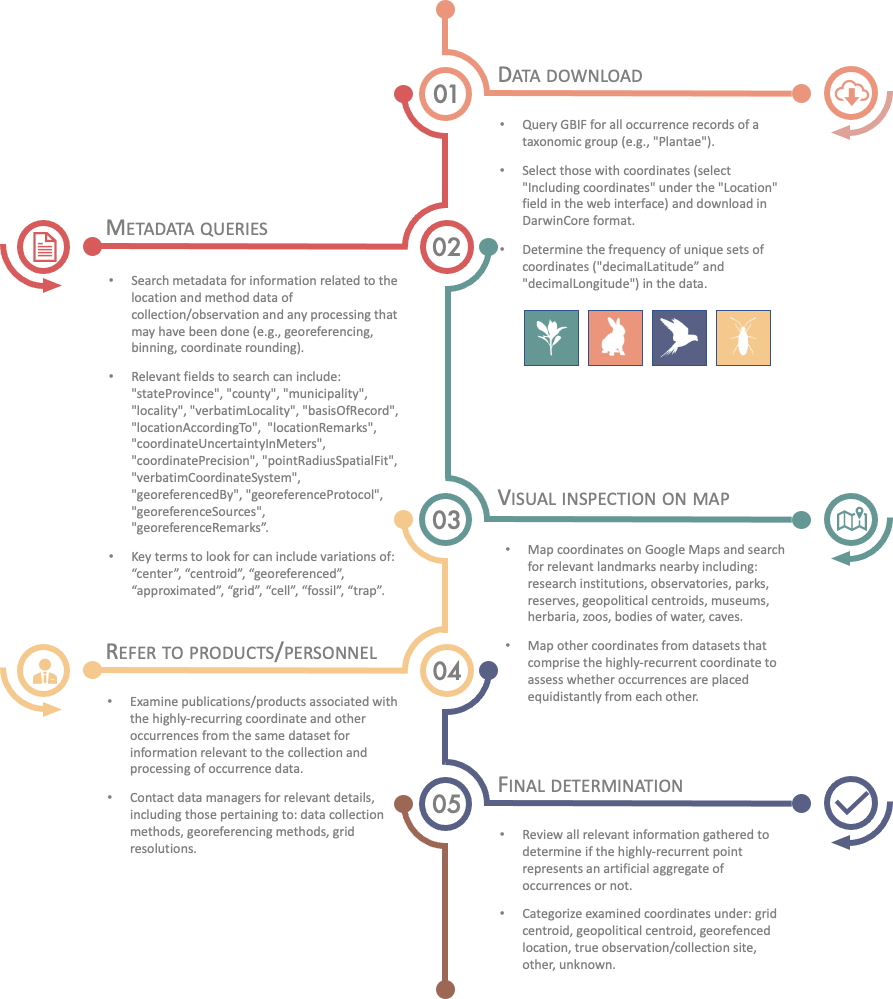 01
DATA DOWNLOAD
• Query GBIF for all occurrence records of a
taxonomic group (e.g., "Plantae").
• Select those with coordinates (select
"Including coordinates" under the "Location"
field in the web interface) and download in
DarwinCore format.
• Determine the frequency of unique sets of
coordinates ("decimalLatitude” and
"decimalLongitude") in the data.
METADATA QUERIES
02
• Search metadata for information related to the
location and method data of
collection/observation and any processing that
may have been done (e.g., georeferencing,
binning, coordinate rounding).
• Relevant fields to search can include:
"stateProvince", "county", "municipality",
"locality", "verbatimLocality", "basisOfRecord",
"locationAccordingTo", "locationRemarks",
"coordinateUncertaintyInMeters",
"coordinatePrecision", "pointRadiusSpatialFit",
"verbatimCoordinateSystem",
"georeferencedBy", "georeferenceProtocol",
"georeferenceSources",
"georeferenceRemarks”.
• Key terms to look for can include variations of:
“center”, “centroid”, “georeferenced”,
“approximated”, “grid”, “cell”, “fossil”, “trap”.
03
VISUAL INSPECTION ON MAP
• Map coordinates on Google Maps and search
for relevant landmarks nearby including:
research institutions, observatories, parks,
reserves, geopolitical centroids, museums,
herbaria, zoos, bodies of water, caves.
• Map other coordinates from datasets that
comprise the highly-recurrent coordinate to
assess whether occurrences are placed
equidistantly from each other.
REFER TO PRODUCTS/PERSONNEL
04
• Examine publications/products associated with
the highly-recurring coordinate and other
occurrences from the same dataset for
information relevant to the collection and
processing of occurrence data.
• Contact data managers for relevant details,
including those pertaining to: data collection
methods, georeferencing methods, grid
resolutions.
05
FINAL DETERMINATION
• Review all relevant information gathered to
determine if the highly-recurrent point
represents an artificial aggregate of
occurrences or not.
• Categorize examined coordinates under: grid
centroid, geopolitical centroid, georefenced
location, true observation/collection site,
other, unknown.